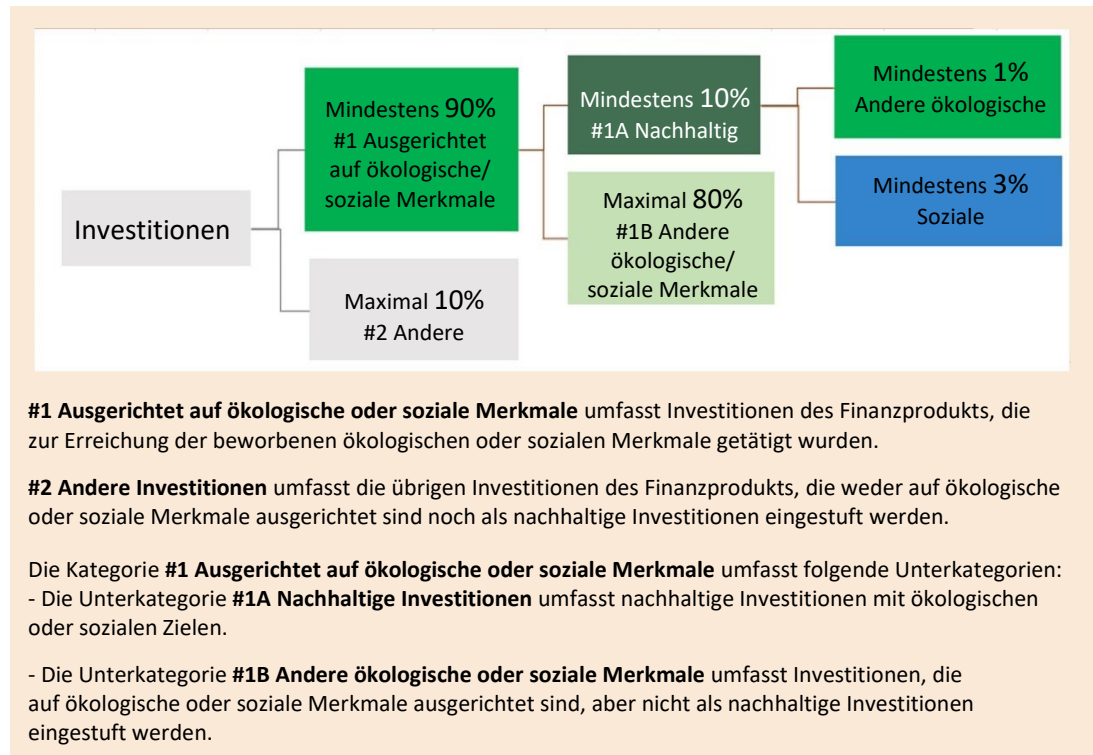 Investitionen
Mindestens 90%
#1 Ausgerichtet
auf ökologische/
soziale Merkmale
Maximal 10%
#2 Andere
Mindestens 10%
#1A Nachhaltig
Maximal 80%
#1B Andere
ökologische/
soziale Merkmale
Mindestens 1%
Andere ökologische
Mindestens 3%
Soziale
#1 Ausgerichtet auf ökologische oder soziale Merkmale umfasst Investitionen des Finanzprodukts, die
zur Erreichung der beworbenen ökologischen oder sozialen Merkmale getätigt wurden.
#2 Andere Investitionen umfasst die übrigen Investitionen des Finanzprodukts, die weder auf ökologische
oder soziale Merkmale ausgerichtet sind noch als nachhaltige Investitionen eingestuft werden.
Die Kategorie #1 Ausgerichtet auf ökologische oder soziale Merkmale umfasst folgende Unterkategorien:
- Die Unterkategorie #1A Nachhaltige Investitionen umfasst nachhaltige Investitionen mit ökologischen
oder sozialen Zielen.
- Die Unterkategorie #1B Andere ökologische oder soziale Merkmale umfasst Investitionen, die
auf ökologische oder soziale Merkmale ausgerichtet sind, aber nicht als nachhaltige Investitionen
eingestuft werden.